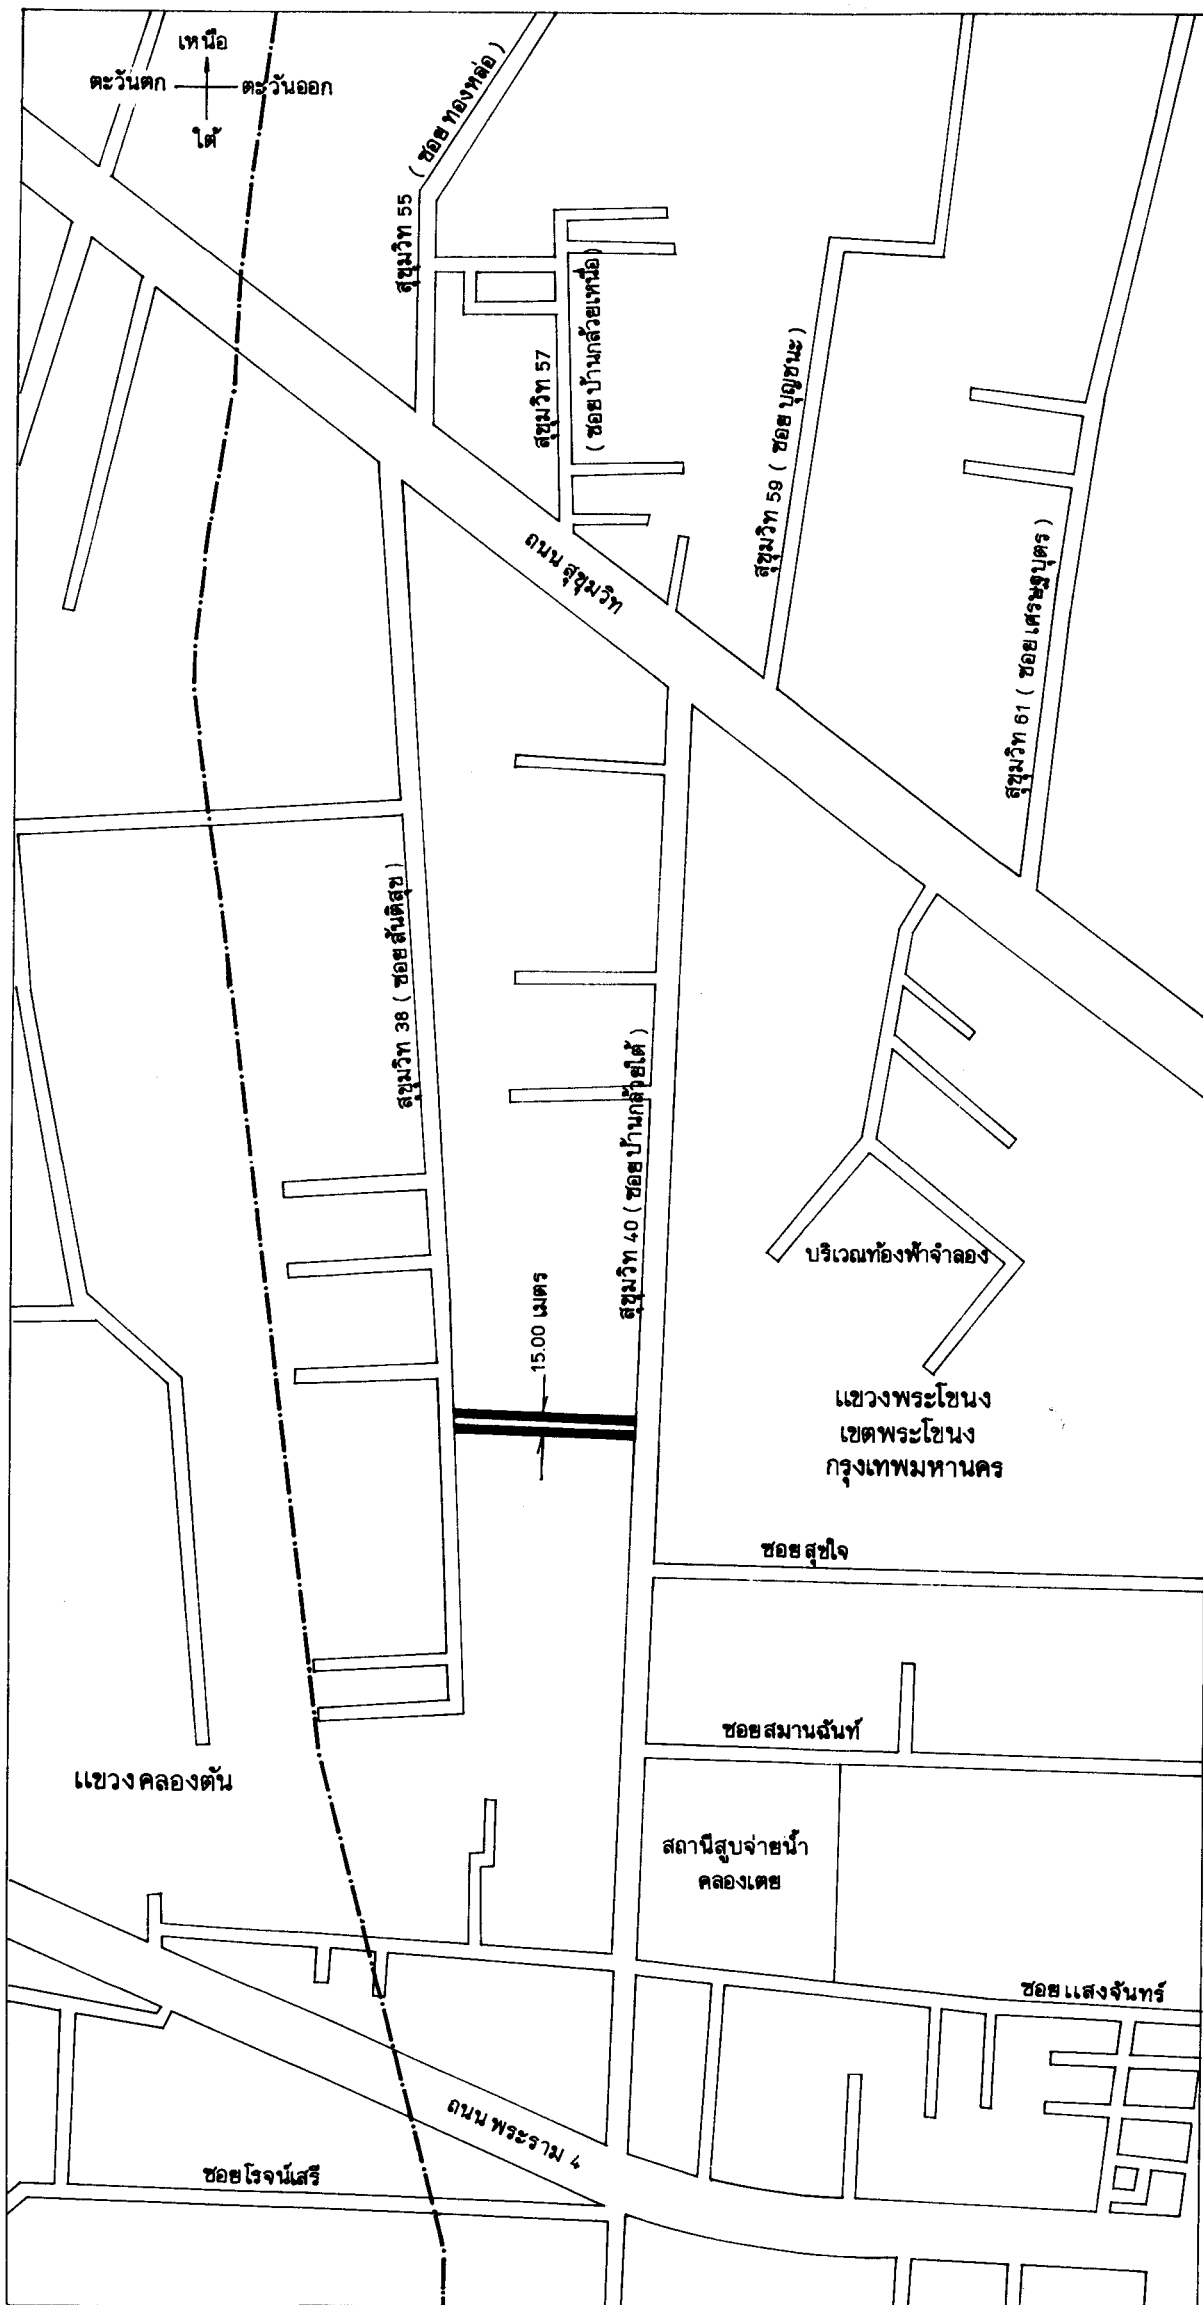 เหนือ
ตะวันตก
ตะวันออก
ใต้
สุขุมวิท 55 ( ซอยทองหล่อ )
สุขุมวิท 57
( ซอยบ้านกล้วยเหนือ )
สุขุมวิท 59 ( ซอยบุญชนะ )
สุขุมวิท 61 ( ซอยเศรษฐบุตร )
ถนน สุขุมวิท
สุขุมวิท 38 ( ซอยสันติสุข )
สุขุมวิท 40 ( ซอยบ้านกล้วยใต้ )
15.00 เมตร
บริเวณท้องฟ้าจำลอง
แขวงพระโขนง
เขตพระโขนง
กรุงเทพมหานคร
ซอยสุขใจ
ซอยสมานฉันท์
แขวงคลองตัน
สถานีสูบจ่ายน้ำ
คลองเตย
ซอยแสงจันทร์
ถนน พระราม 4
ซอยโรจน์เสรี